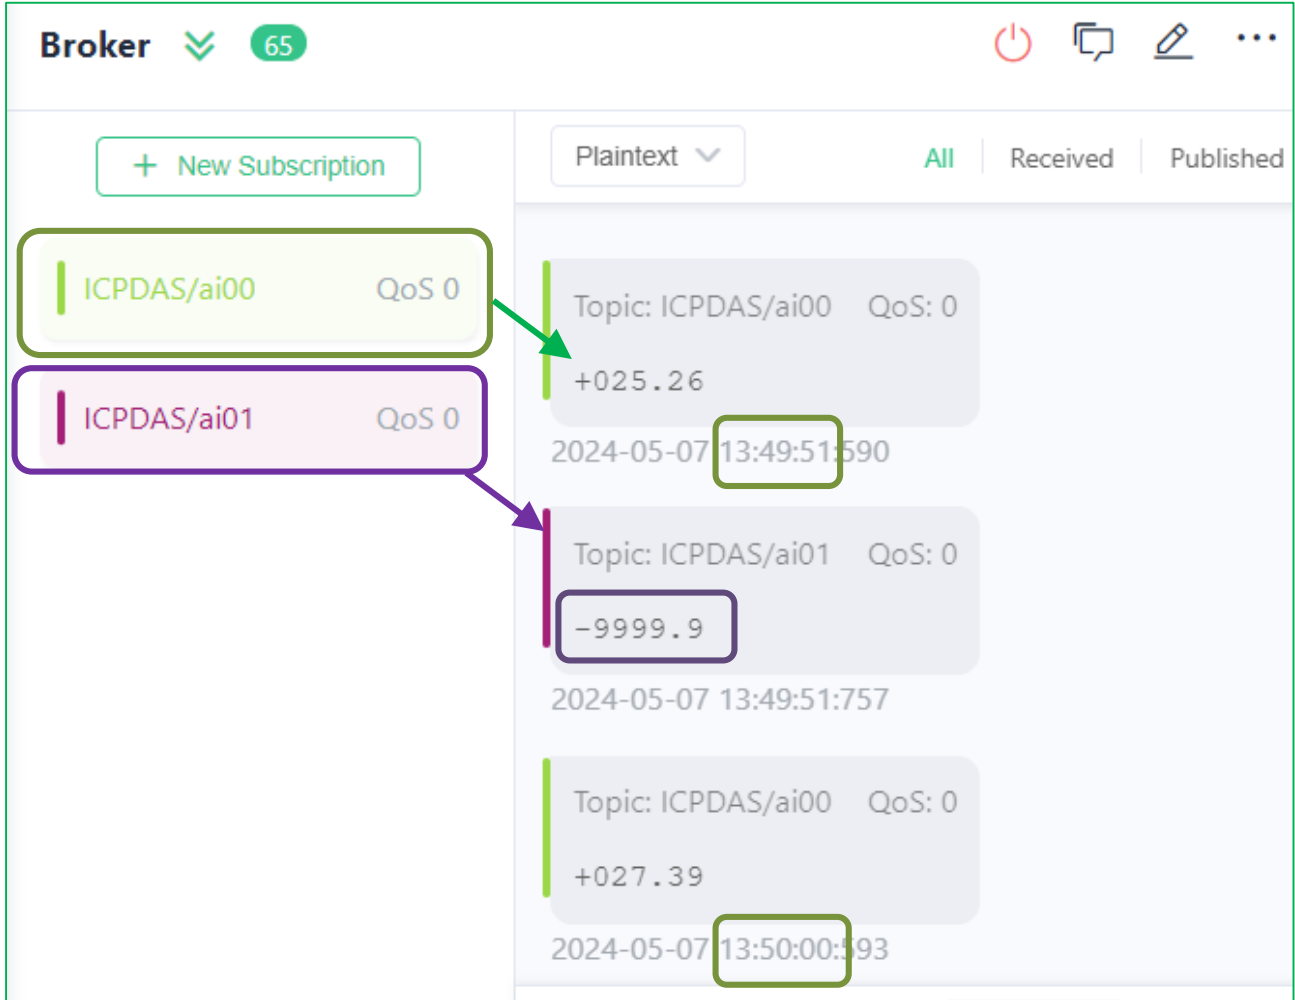 Broker 65
+ New Subscription
Plaintext
All Received Published
ICPDAS/ai00 QoS 0
ICPDAS/ai01 QoS 0
Topic: ICPDAS/ai00 QoS: 0
+025.26
2024-05-07 13:49:51:590
Topic: ICPDAS/ai01 QoS: 0
-9999.9
2024-05-07 13:49:51:757
Topic: ICPDAS/ai00 QoS: 0
+027.39
2024-05-07 13:50:00:593